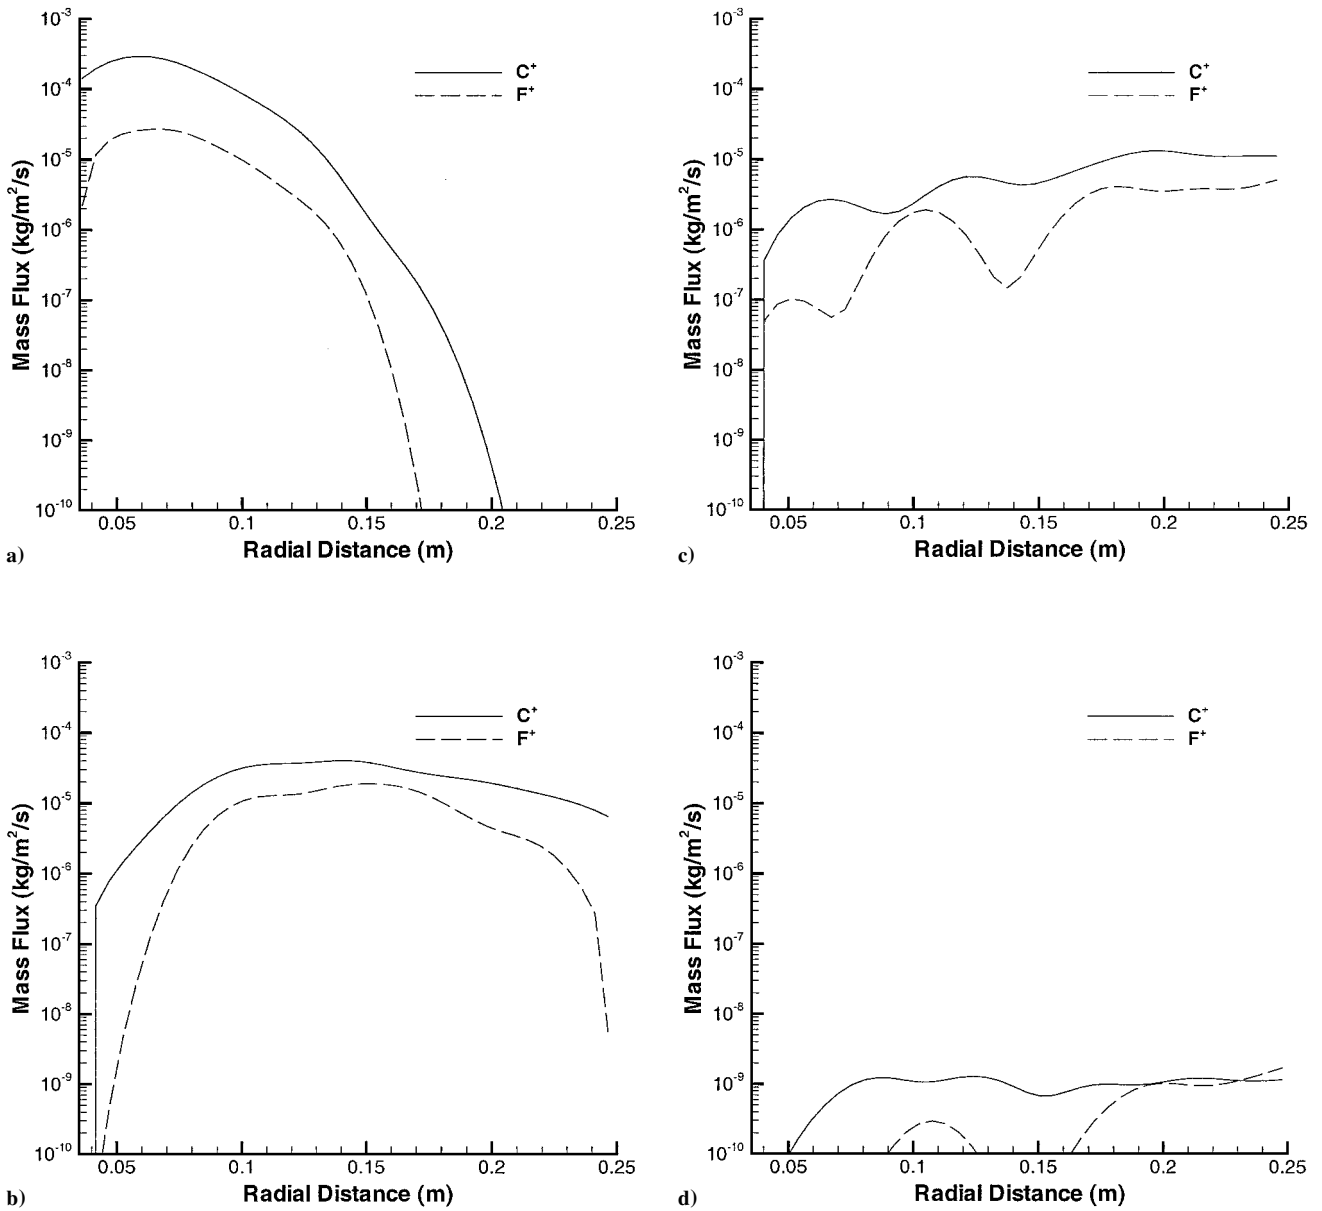 10⁻³
10⁻⁴
10⁻⁵
10⁻⁶
10⁻⁷
10⁻⁸
10⁻⁹
10⁻¹⁰
Mass Flux (kg/m²/s)
C⁺
F⁺
0.05 0.1 0.15 0.2 0.25
Radial Distance (m)
a)
10⁻³
10⁻⁴
10⁻⁵
10⁻⁶
10⁻⁷
10⁻⁸
10⁻⁹
10⁻¹⁰
Mass Flux (kg/m²/s)
C⁺
F⁺
0.05 0.1 0.15 0.2 0.25
Radial Distance (m)
c)
10⁻³
10⁻⁴
10⁻⁵
10⁻⁶
10⁻⁷
10⁻⁸
10⁻⁹
10⁻¹⁰
Mass Flux (kg/m²/s)
C⁺
F⁺
0.05 0.1 0.15 0.2 0.25
Radial Distance (m)
b)
10⁻³
10⁻⁴
10⁻⁵
10⁻⁶
10⁻⁷
10⁻⁸
10⁻⁹
10⁻¹⁰
Mass Flux (kg/m²/s)
C⁺
F⁺
0.05 0.1 0.15 0.2 0.25
Radial Distance (m)
d)